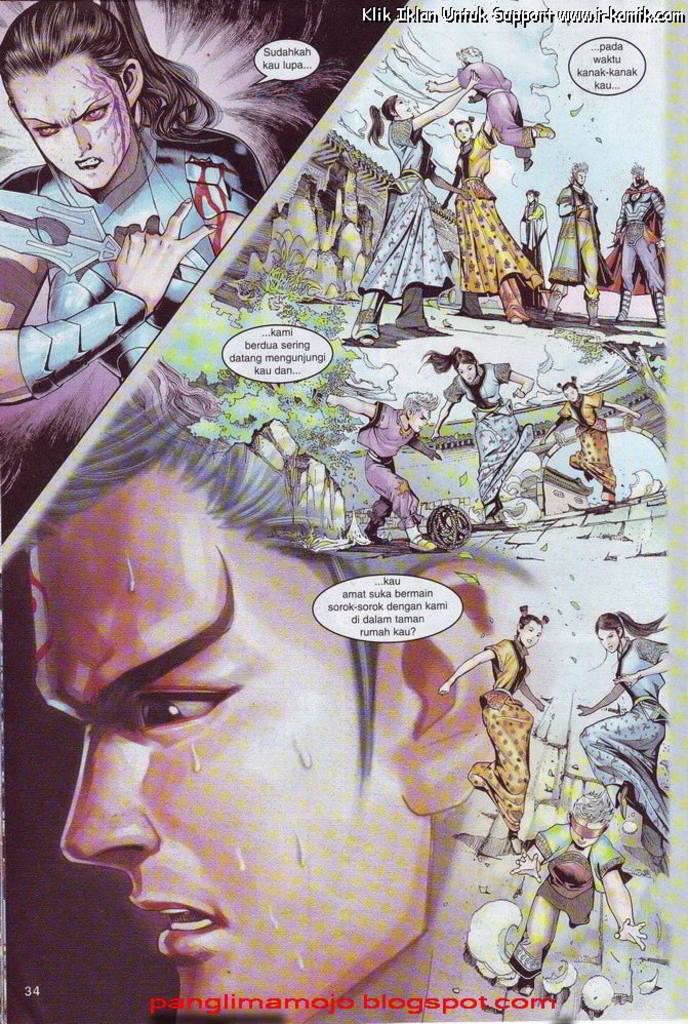 Klik Iklan Untuk Support www.ir-komik.com
Sudahkah
kau lupa...
...pada
waktu
kanak-kanak
kau...
...kami
berdua sering
datang mengunjungi
kau dan...
...kau
amat suka bermain
sorok-sorok dengan kami
di dalam taman
rumah kau?
34
panglimamojo.blogspot.com